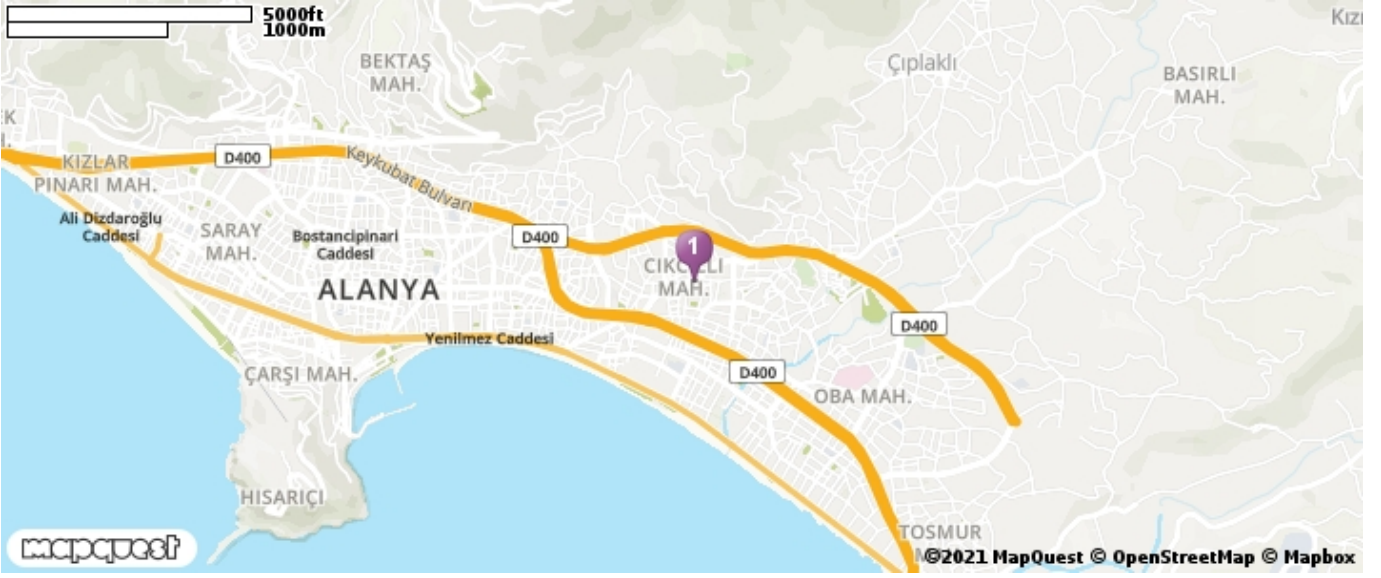 5000ft
1000m
BEKTAŞ
MAH.
Çıplaklı
BASIRLI
MAH.
KIZLAR
PINARI MAH.
D400
Keykubat Bulvarı
Ali Dizdaroğlu
Caddesi
SARAY
MAH.
Bostancipinari
Caddesi
D400
1
MAH.
ALANYA
D400
Yenilmez Caddesi
ÇARŞI MAH.
D400
OBA MAH.
HISARIÇI
TOSMUR
mapquest
©2021 MapQuest © OpenStreetMap © Mapbox